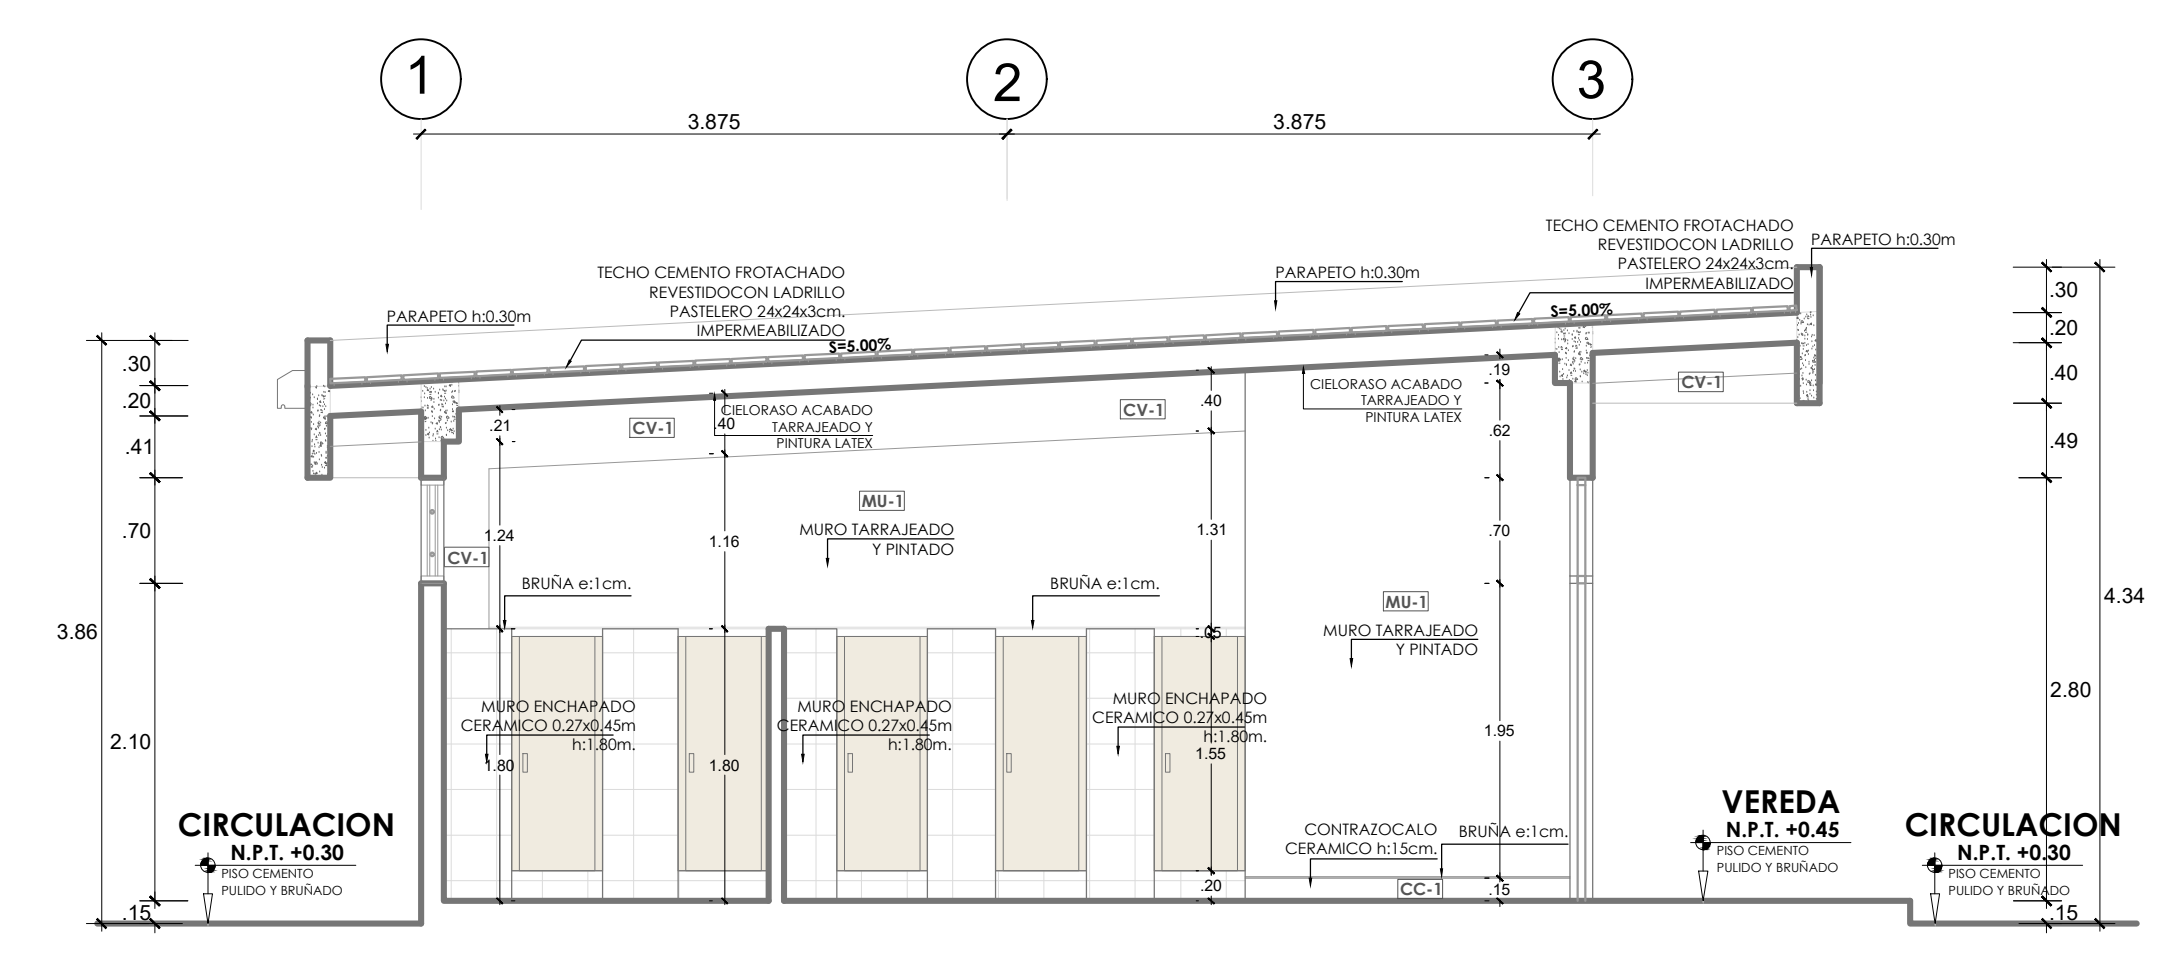 1
2
3
3.875
3.875
TECHO CEMENTO FROTACHADO
REVESTIDOCON LADRILLO
PASTELERO 24x24x3cm.
IMPERMEABILIZADO
PARAPETO h:0.30m
TECHO CEMENTO FROTACHADO
REVESTIDOCON LADRILLO
PASTELERO 24x24x3cm.
IMPERMEABILIZADO
PARAPETO h:0.30m
PARAPETO h:0.30m
S=5.00%
S=5.00%
.30
.20
.41
.70
2.10
.15
3.86
.30
.20
.40
.49
2.80
.15
4.34
CIELORASO ACABADO
TARRAJEADO Y
PINTURA LATEX
CIELORASO ACABADO
TARRAJEADO Y
PINTURA LATEX
CV-1
CV-1
CV-1
CV-1
.21
1.24
1.80
.40
1.16
1.80
.40
1.31
.05
1.55
.20
.19
.62
.70
1.95
.15
MU-1
MURO TARRAJEADO
Y PINTADO
MU-1
MURO TARRAJEADO
Y PINTADO
BRUÑA e:1cm.
BRUÑA e:1cm.
MURO ENCHAPADO
CERAMICO 0.27x0.45m
h:1.80m.
MURO ENCHAPADO
CERAMICO 0.27x0.45m
h:1.80m.
MURO ENCHAPADO
CERAMICO 0.27x0.45m
h:1.80m.
CONTRAZOCALO
CERAMICO h:15cm.
BRUÑA e:1cm.
CC-1
CIRCULACION
N.P.T. +0.30
PISO CEMENTO
PULIDO Y BRUÑADO
VEREDA
N.P.T. +0.45
PISO CEMENTO
PULIDO Y BRUÑADO
CIRCULACION
N.P.T. +0.30
PISO CEMENTO
PULIDO Y BRUÑADO